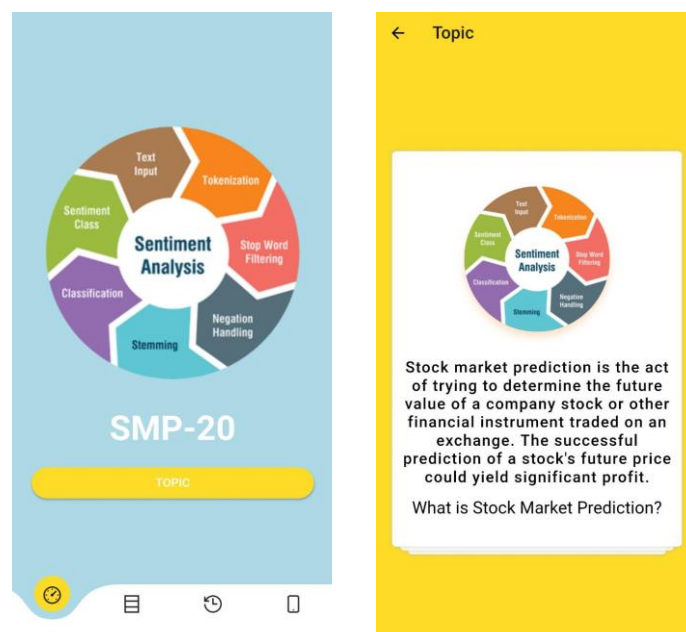 Text
Input
Tokenization
Stop Word
Filtering
Negation
Handling
Stemming
Classification
Sentiment
Class
Sentiment
Analysis
SMP-20
TOPIC
← Topic
Text
Input
Tokenization
Stop Word
Filtering
Negation
Handling
Stemming
Classification
Sentiment
Class
Sentiment
Analysis
Stock market prediction is the act
of trying to determine the future
value of a company stock or other
financial instrument traded on an
exchange. The successful
prediction of a stock's future price
could yield significant profit.
What is Stock Market Prediction?